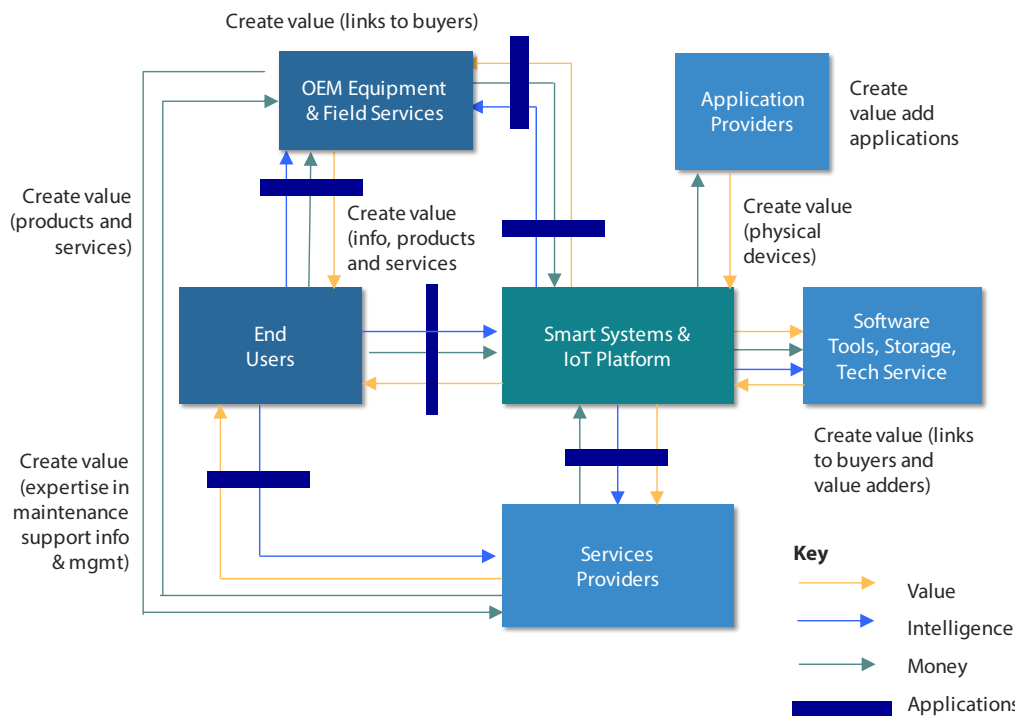 Create value (links to buyers)
OEM Equipment
& Field Services
Application
Providers
Create
value add
applications
Create value
(products and
services)
Create value
(info, products
and services
Create value
(physical
devices)
End
Users
Smart Systems &
IoT Platform
Software
Tools, Storage,
Tech Service
Create value
(expertise in
maintenance
support info
& mgmt)
Create value (links
to buyers and
value adders)
Services
Providers
Key
Value
Intelligence
Money
Applications